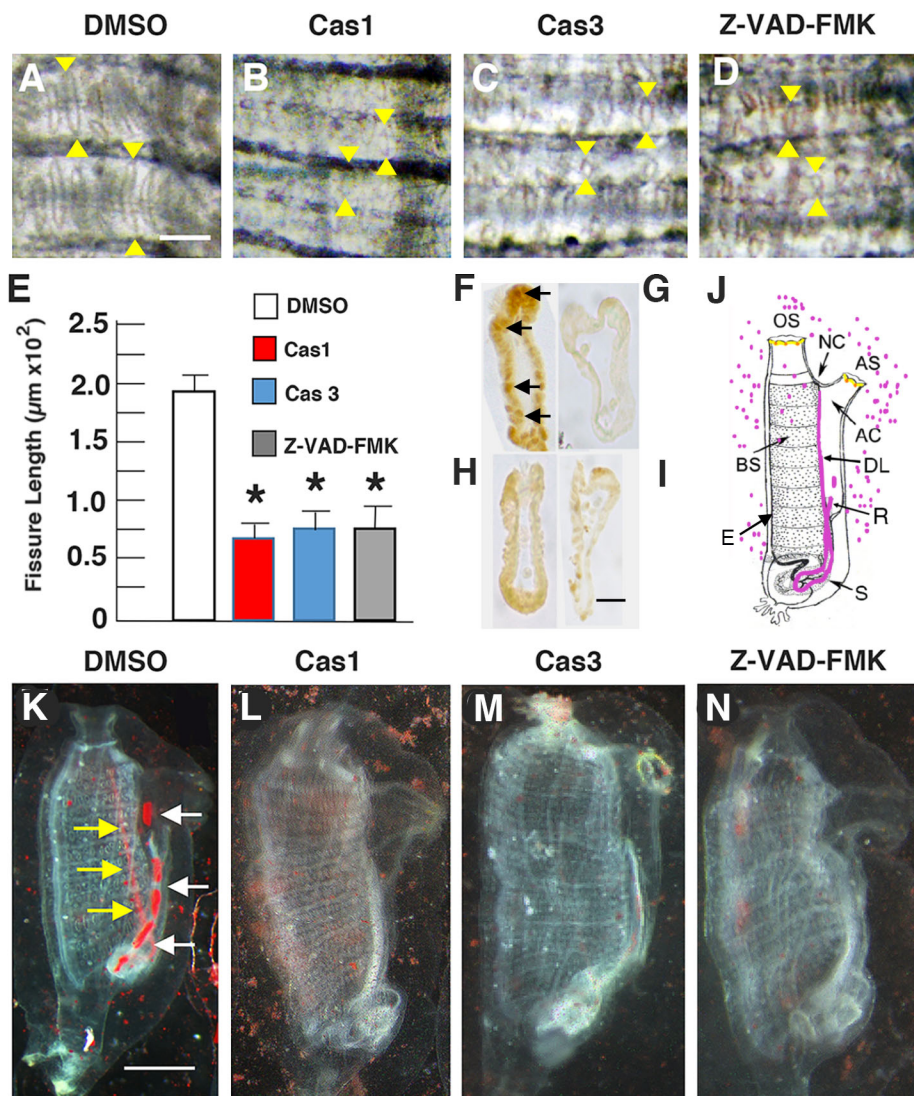 DMSO Cas1 Cas3 Z-VAD-FMK
A B C D
E
Fissure Length (µm x10²)
2.5
2.0
1.5
1.0
0.5
0
DMSO
Cas1
Cas 3
Z-VAD-FMK
* * *
F G
H I
J
OS
NC
AS
AC
BS
DL
E
R
S
DMSO Cas1 Cas3 Z-VAD-FMK
K L M N